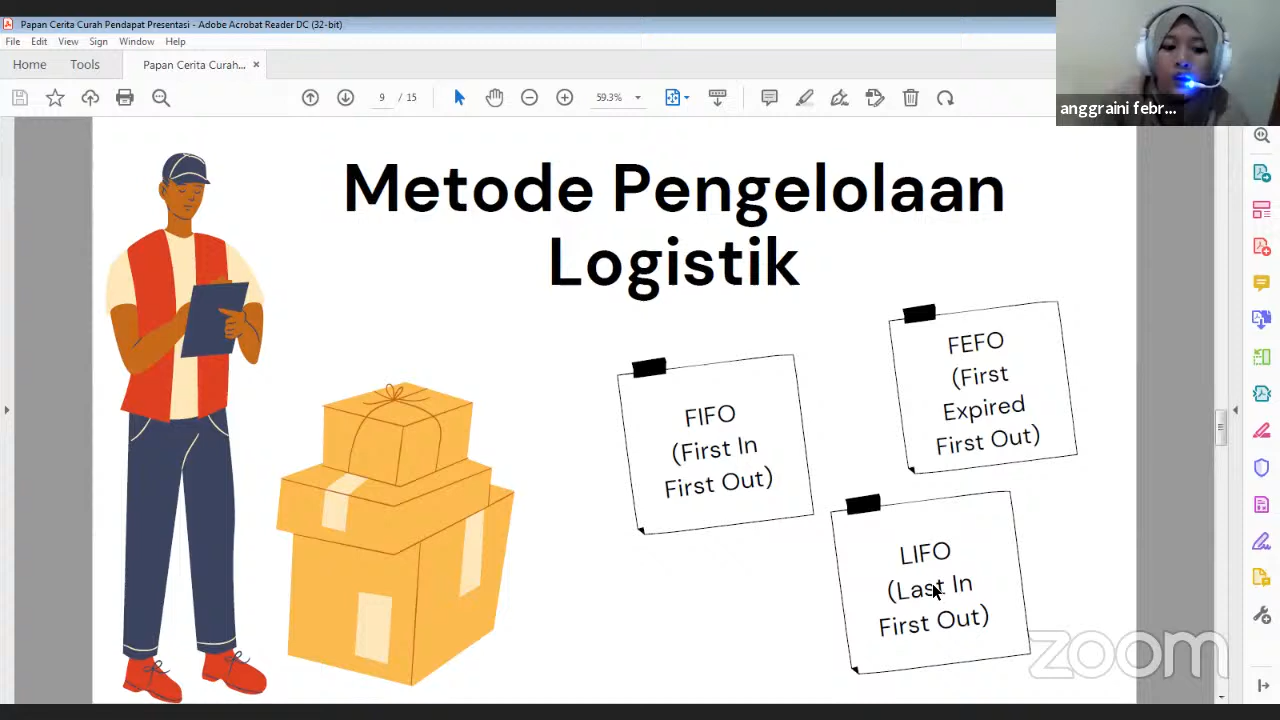 Papan Cerita Curah Pendapat Presentasi - Adobe Acrobat Reader DC (32-bit)
File Edit View Sign Window Help
Home Tools Papan Cerita Curah... ×
9 / 15 59.3%
anggraini febr...
Metode Pengelolaan
Logistik
FIFO
(First In
First Out)
FEFO
(First
Expired
First Out)
LIFO
(Last In
First Out)
zoom